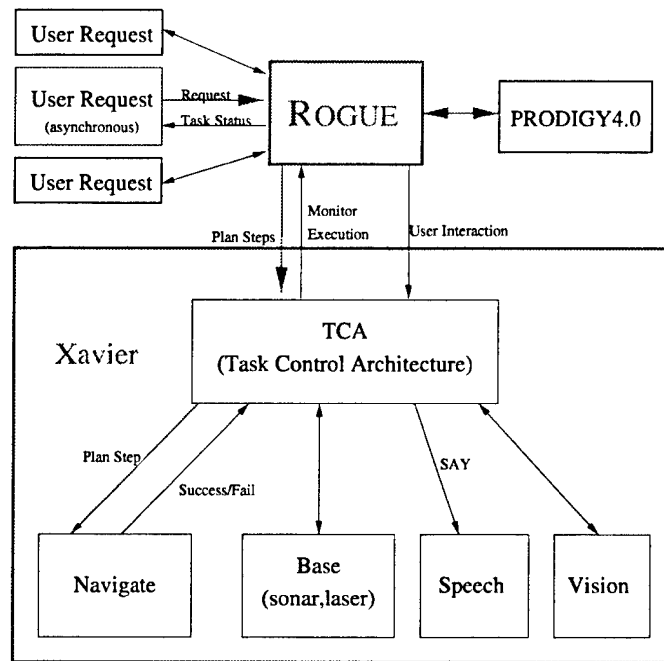 User Request
User Request
(asynchronous)
User Request
Request
Task Status
ROGUE
PRODIGY4.0
Plan Steps
Monitor
Execution
User Interaction
Xavier
TCA
(Task Control Architecture)
Plan Step
Success/Fail
SAY
Navigate
Base
(sonar,laser)
Speech
Vision